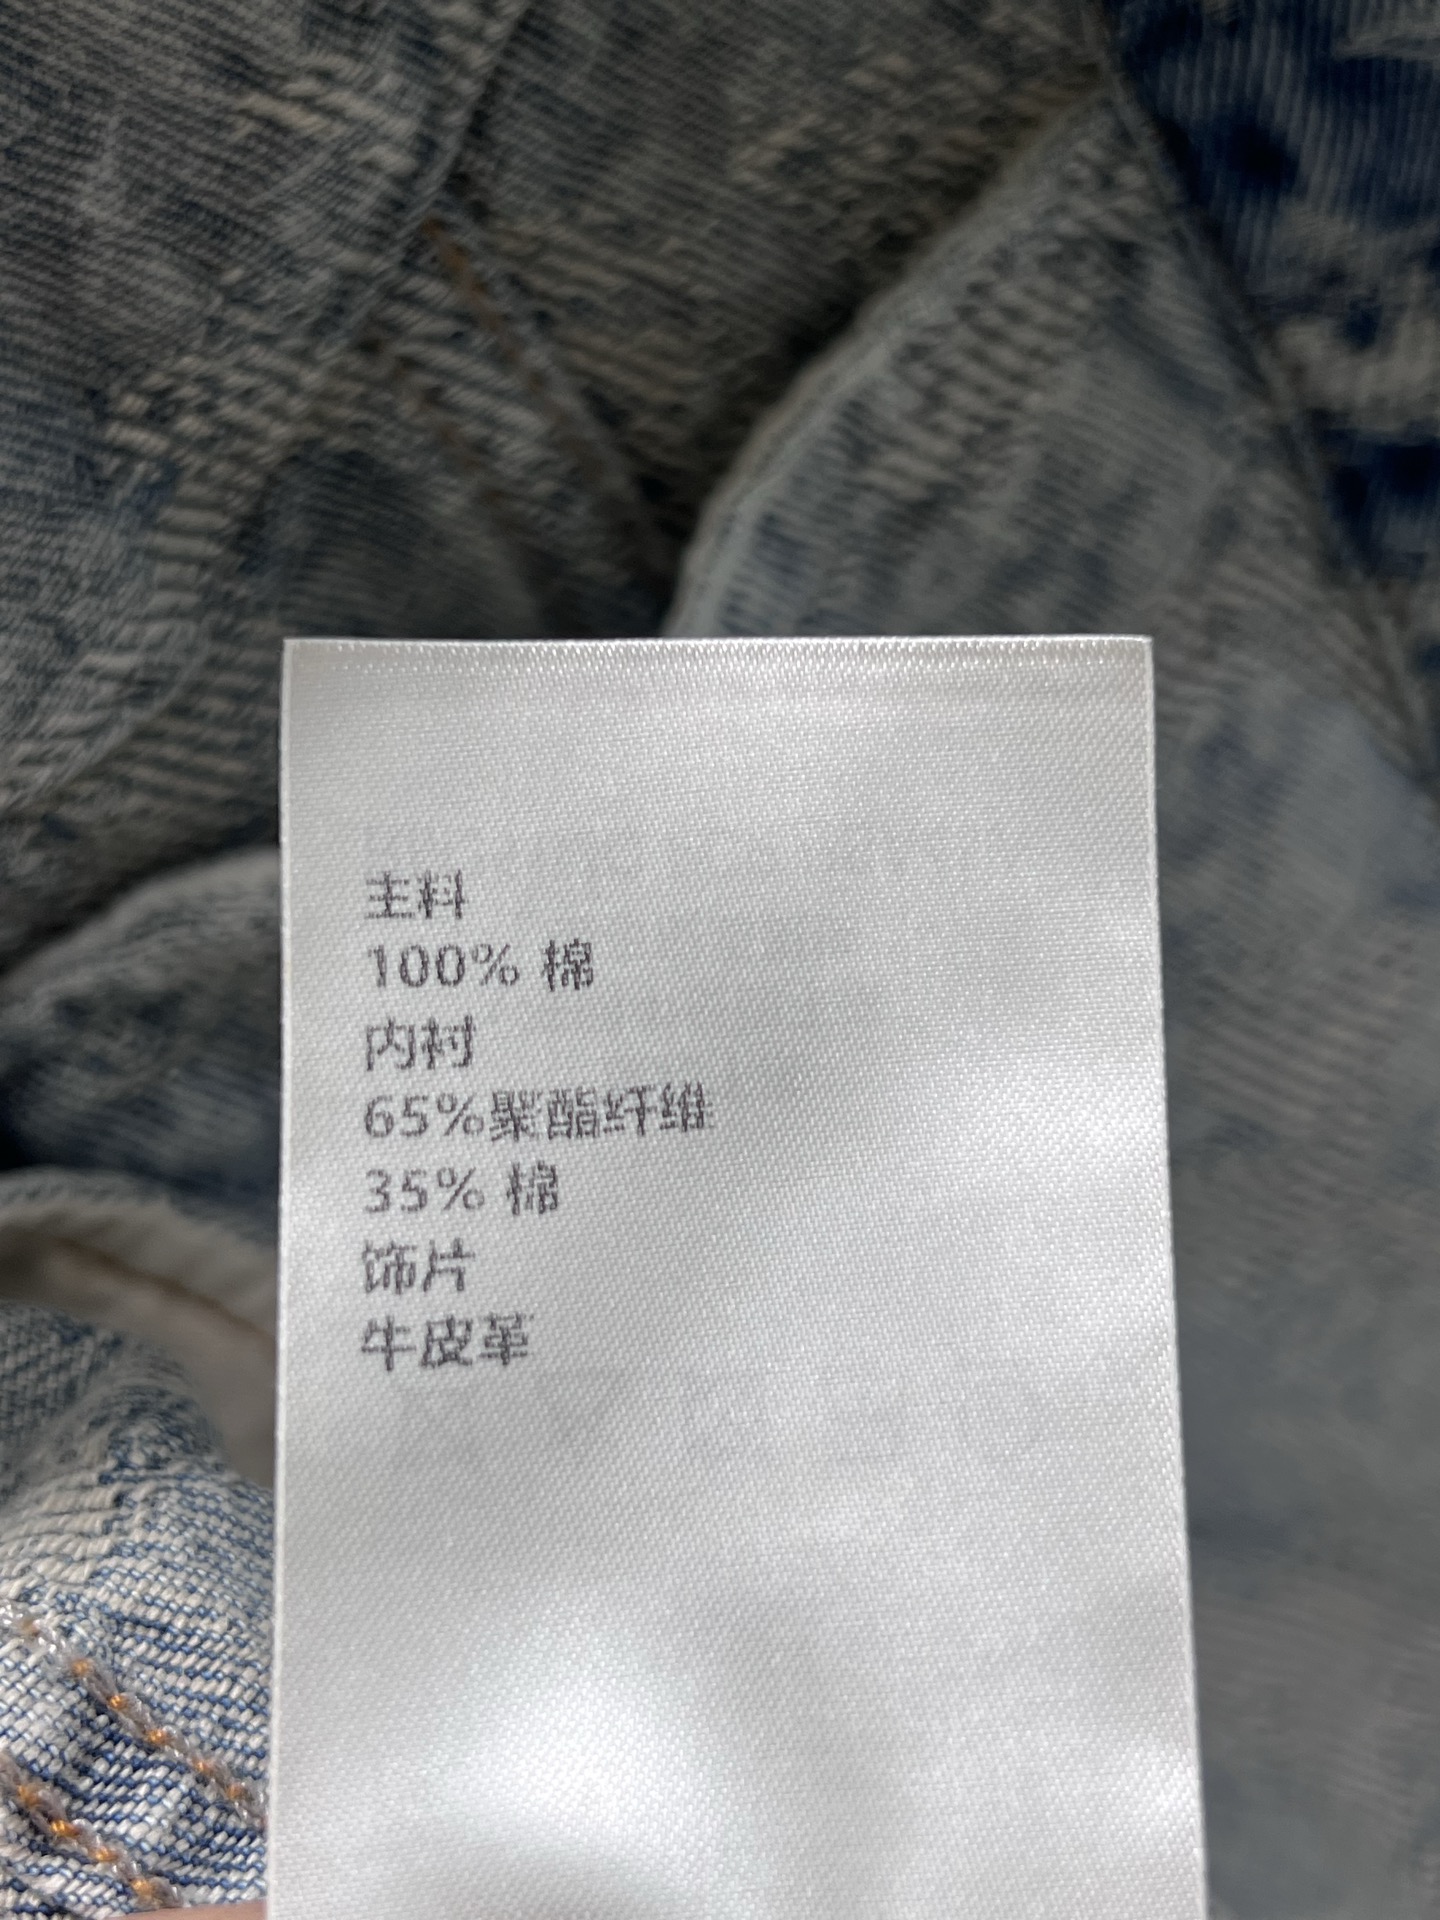 主料
100% 棉
内衬
65%聚酯纤维
35% 棉
饰片
牛皮革